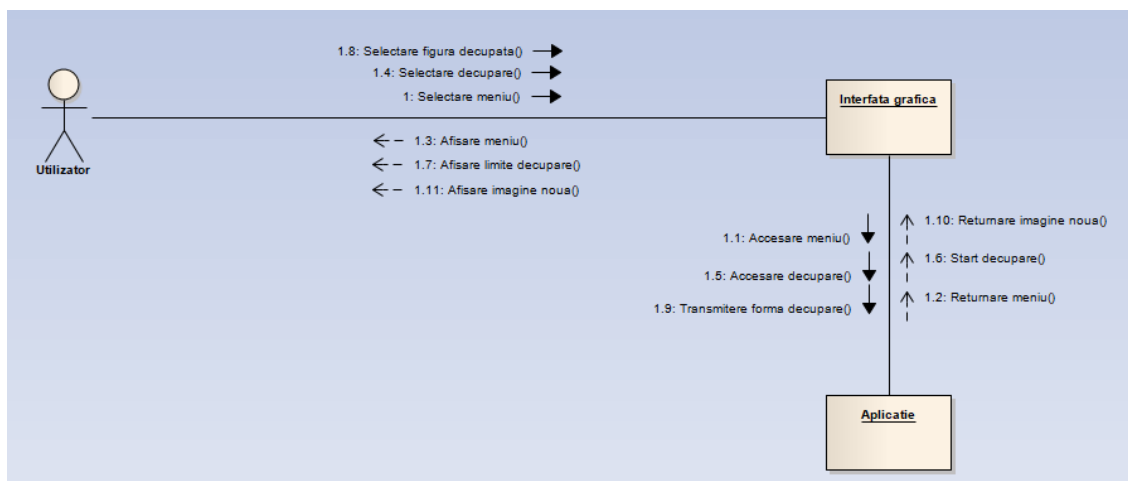 1.8: Selectare figura decupata()
1.4: Selectare decupare()
1: Selectare meniu()
Interfata grafica
1.3: Afisare meniu()
Utilizator
1.7: Afisare limite decupare()
1.11: Afisare imagine noua()
1.10: Returnare imagine noua()
1.1: Accesare meniu()
1.6: Start decupare()
1.5: Accesare decupare()
1.2: Returnare meniu()
1.9: Transmitere forma decupare()
Aplicatie